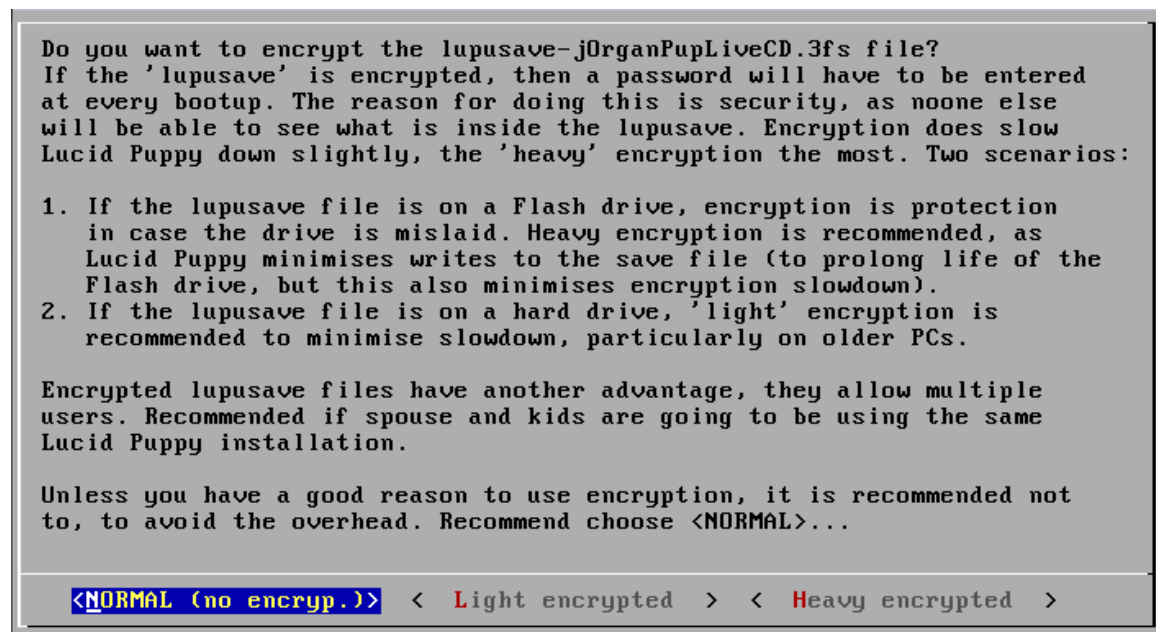 Do you want to encrypt the lupusave-jOrganPupLiveCD.3fs file?
If the 'lupusave' is encrypted, then a password will have to be entered
at every bootup. The reason for doing this is security, as noone else
will be able to see what is inside the lupusave. Encryption does slow
Lucid Puppy down slightly, the 'heavy' encryption the most. Two scenarios:
1. If the lupusave file is on a Flash drive, encryption is protection
in case the drive is mislaid. Heavy encryption is recommended, as
Lucid Puppy minimises writes to the save file (to prolong life of the
Flash drive, but this also minimises encryption slowdown).
2. If the lupusave file is on a hard drive, 'light' encryption is
recommended to minimise slowdown, particularly on older PCs.
Encrypted lupusave files have another advantage, they allow multiple
users. Recommended if spouse and kids are going to be using the same
Lucid Puppy installation.
Unless you have a good reason to use encryption, it is recommended not
to, to avoid the overhead. Recommend choose <NORMAL>...
<NORMAL (no encryp.)> < Light encrypted > < Heavy encrypted >